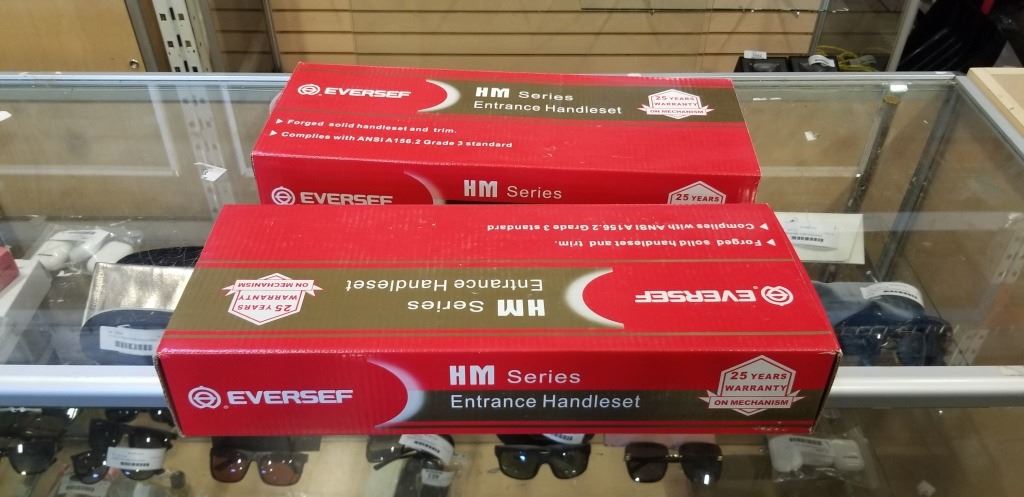 EVERSEF
HM Series
Entrance Handleset
25 YEARS
WARRANTY
ON MECHANISM
▶ Forged solid handleset and trim.
▶ Complies with ANSI A156.2 Grade 3 standard
EVERSEF
HM Series
25 YEARS
▶ Complies with ANSI A156.2 Grade 3 standard
▶ Forged solid handleset and trim.
EVERSEF
HM Series
Entrance Handleset
25 YEARS
WARRANTY
ON MECHANISM
EVERSEF
HM Series
Entrance Handleset
25 YEARS
WARRANTY
ON MECHANISM